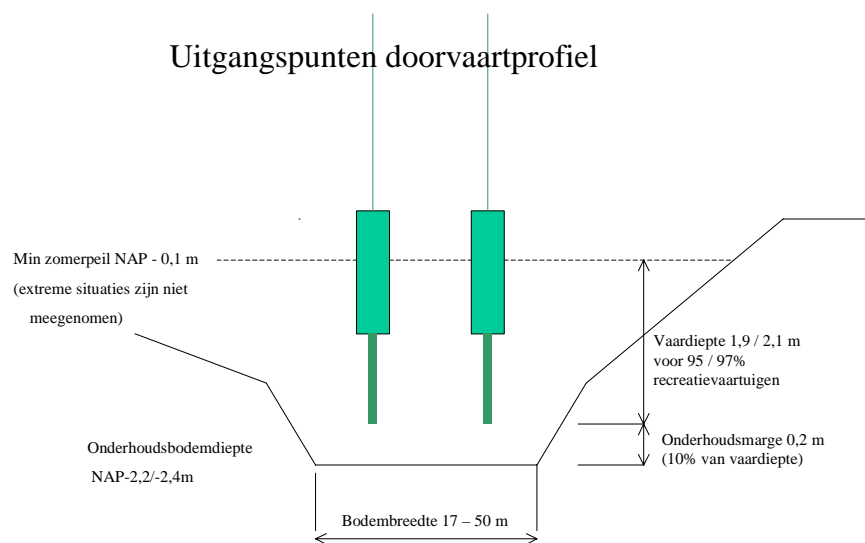 Uitgangspunten doorvaartprofiel
Min zomerpeil NAP - 0,1 m
(extreme situaties zijn niet
meegenomen)
Vaardiepte 1,9 / 2,1 m
voor 95 / 97%
recreatievaartuigen
Onderhoudsbodemdiepte
NAP-2,2/-2,4m
Onderhoudsmarge 0,2 m
(10% van vaardiepte)
Bodembreedte 17 – 50 m